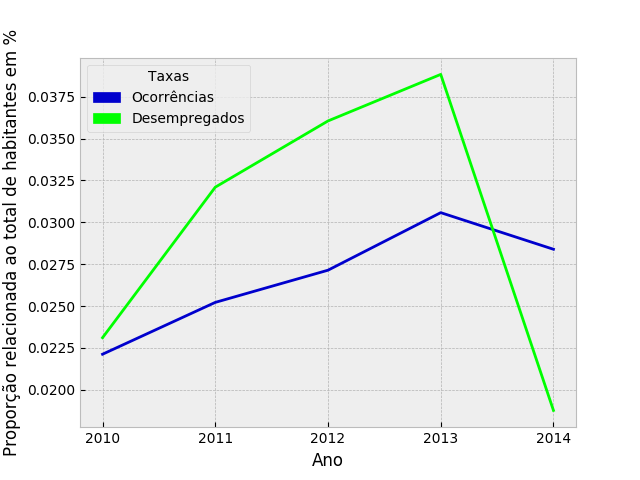 Proporção relacionada ao total de habitantes em %
Taxas
Ocorrências
Desempregados
0.0375
0.0350
0.0325
0.0300
0.0275
0.0250
0.0225
0.0200
2010 2011 2012 2013 2014
Ano